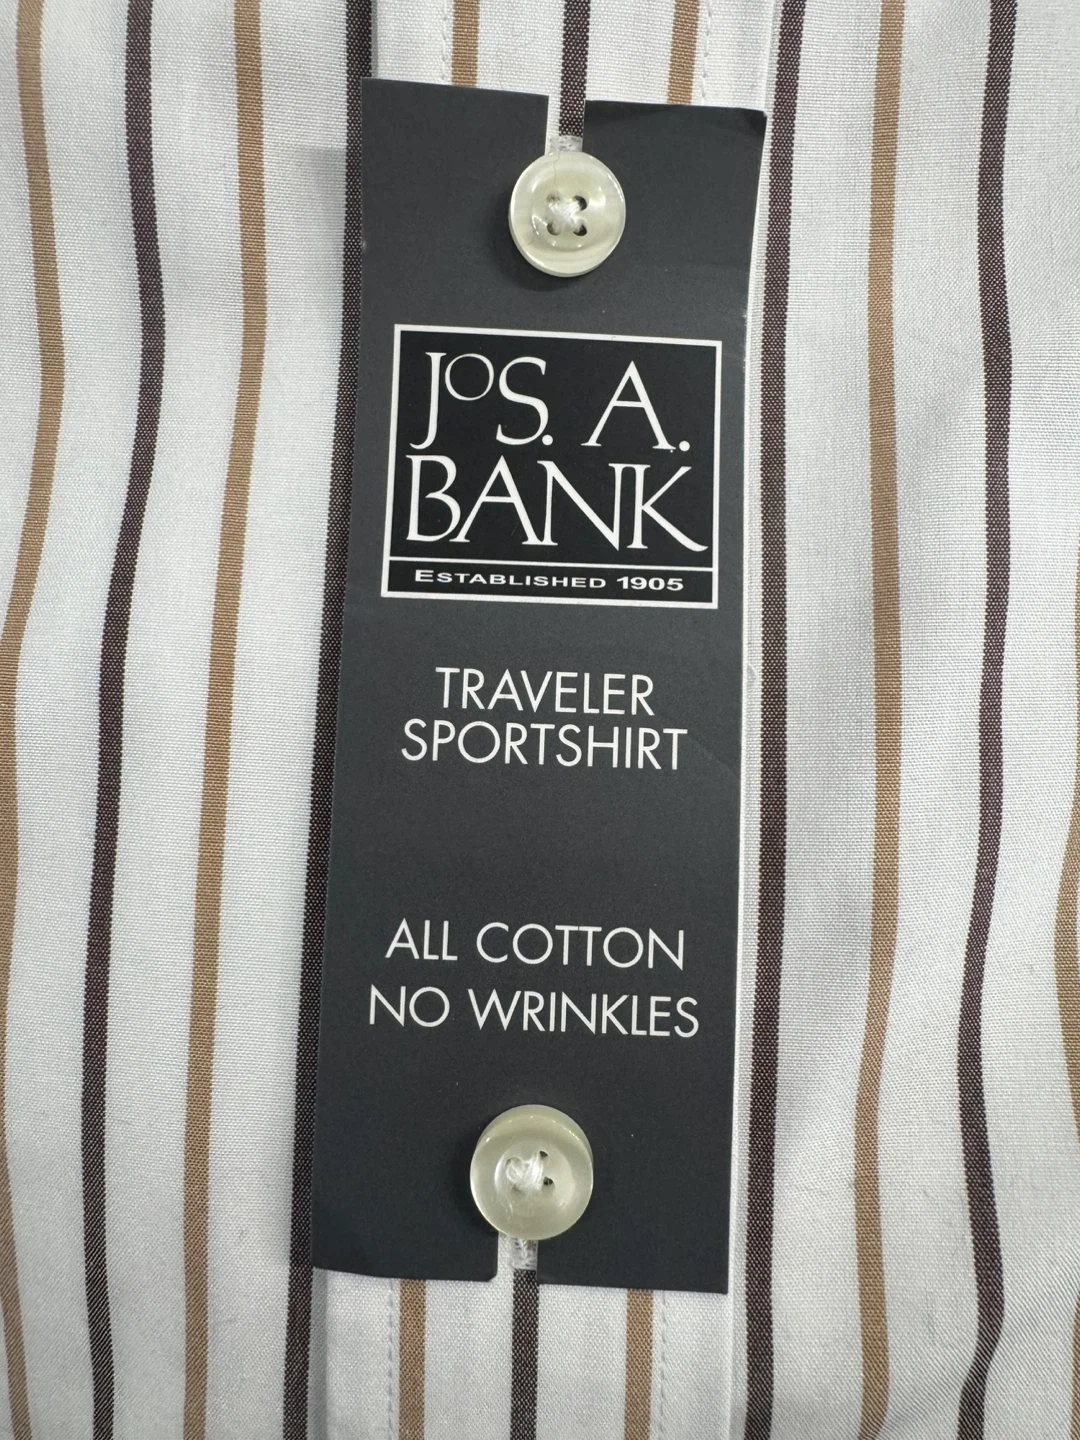 JOS. A.
BANK
ESTABLISHED 1905
TRAVELER
SPORTSHIRT
ALL COTTON
NO WRINKLES